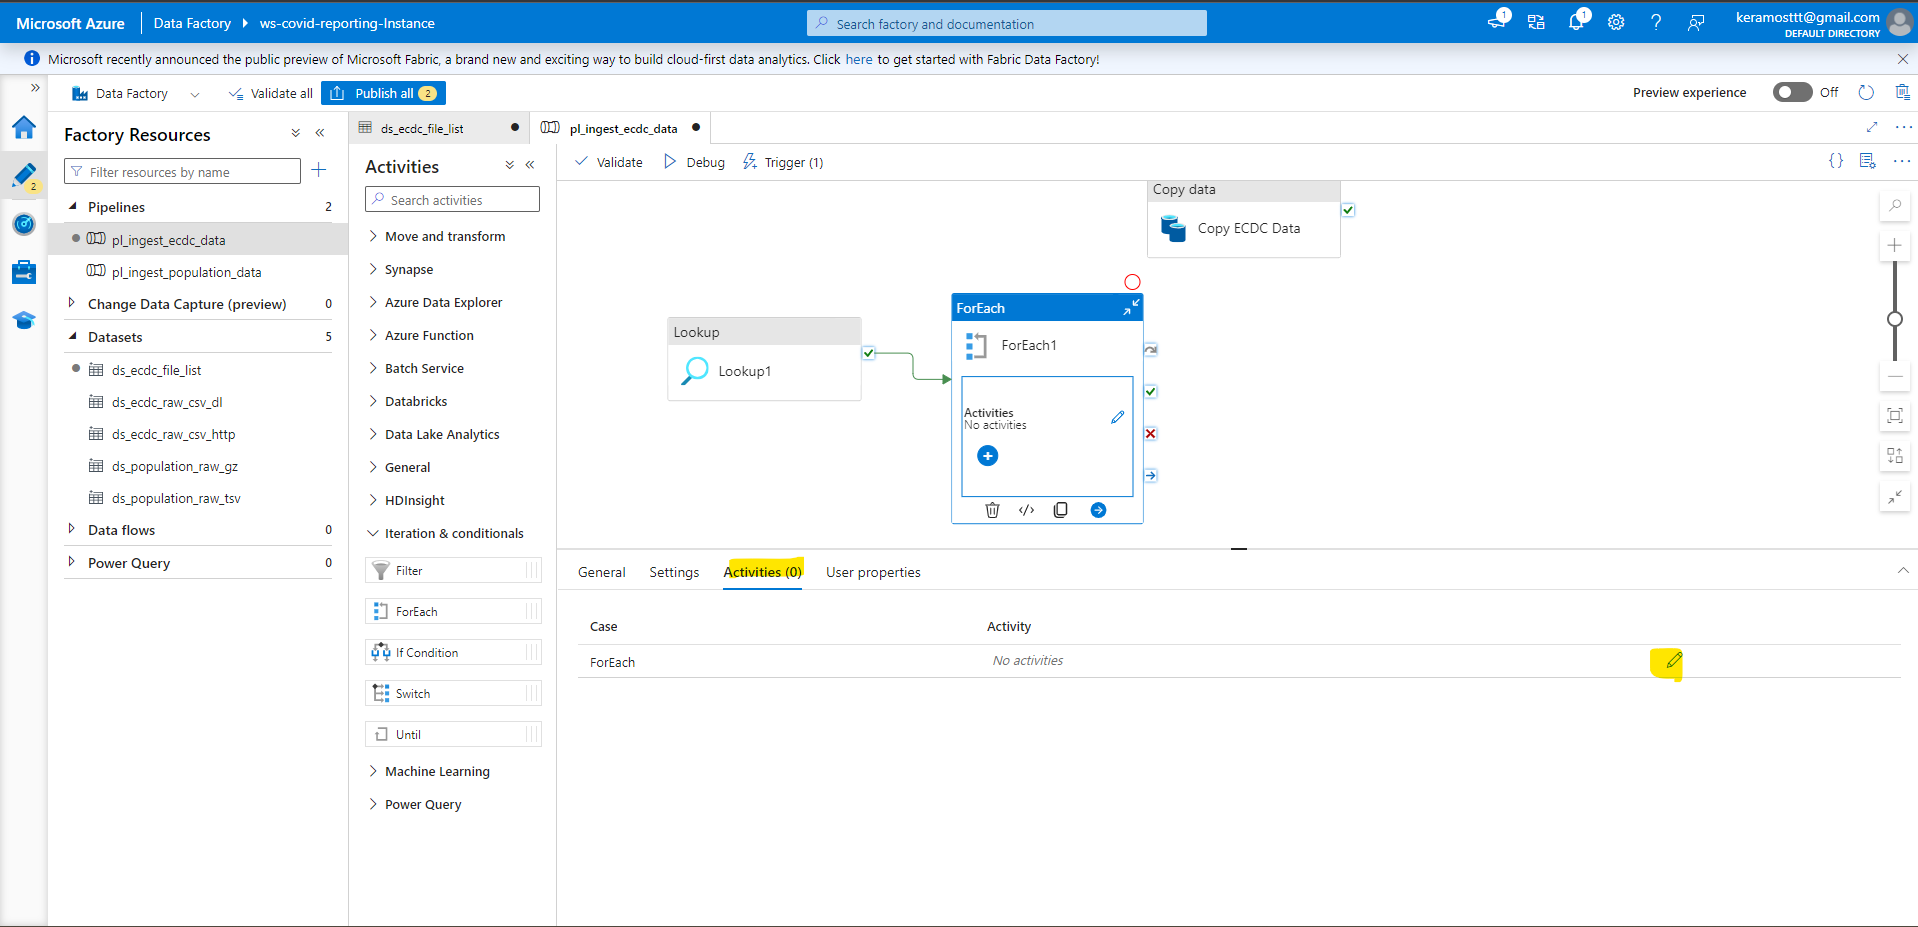 Microsoft Azure
Data Factory
ws-covid-reporting-Instance
Search factory and documentation
1
1
keramosttt@gmail.com
DEFAULT DIRECTORY
Microsoft recently announced the public preview of Microsoft Fabric, a brand new and exciting way to build cloud-first data analytics. Click here to get started with Fabric Data Factory!
Data Factory
Validate all
Publish all 2
Preview experience
Off
2
Factory Resources
Filter resources by name
Pipelines 2
pl_ingest_ecdc_data
pl_ingest_population_data
Change Data Capture (preview) 0
Datasets 5
ds_ecdc_file_list
ds_ecdc_raw_csv_dl
ds_ecdc_raw_csv_http
ds_population_raw_gz
ds_population_raw_tsv
Data flows 0
Power Query 0
ds_ecdc_file_list
pl_ingest_ecdc_data
Activities
Search activities
Move and transform
Synapse
Azure Data Explorer
Azure Function
Batch Service
Databricks
Data Lake Analytics
General
HDInsight
Iteration & conditionals
Filter
ForEach
If Condition
Switch
Until
Machine Learning
Power Query
Validate
Debug
Trigger (1)
Copy data
Copy ECDC Data
Lookup
Lookup1
ForEach
ForEach1
Activities
No activities
General
Settings
Activities (0)
User properties
Case
Activity
ForEach
No activities